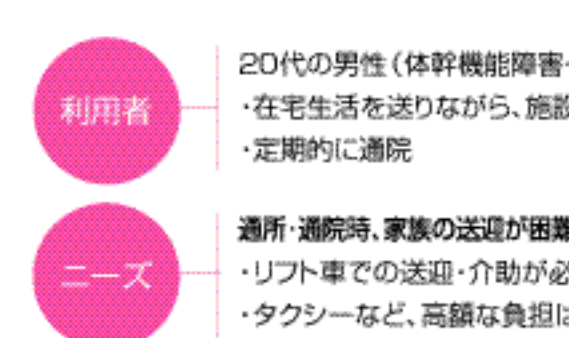 利用者
20代の男性（体幹機能障害
・在宅生活を送りながら、施設
・定期的に通院
ニーズ
通所・通院時、家族の送迎が困難
・リフト車での送迎・介助が必
・タクシーなど、高額な負担は